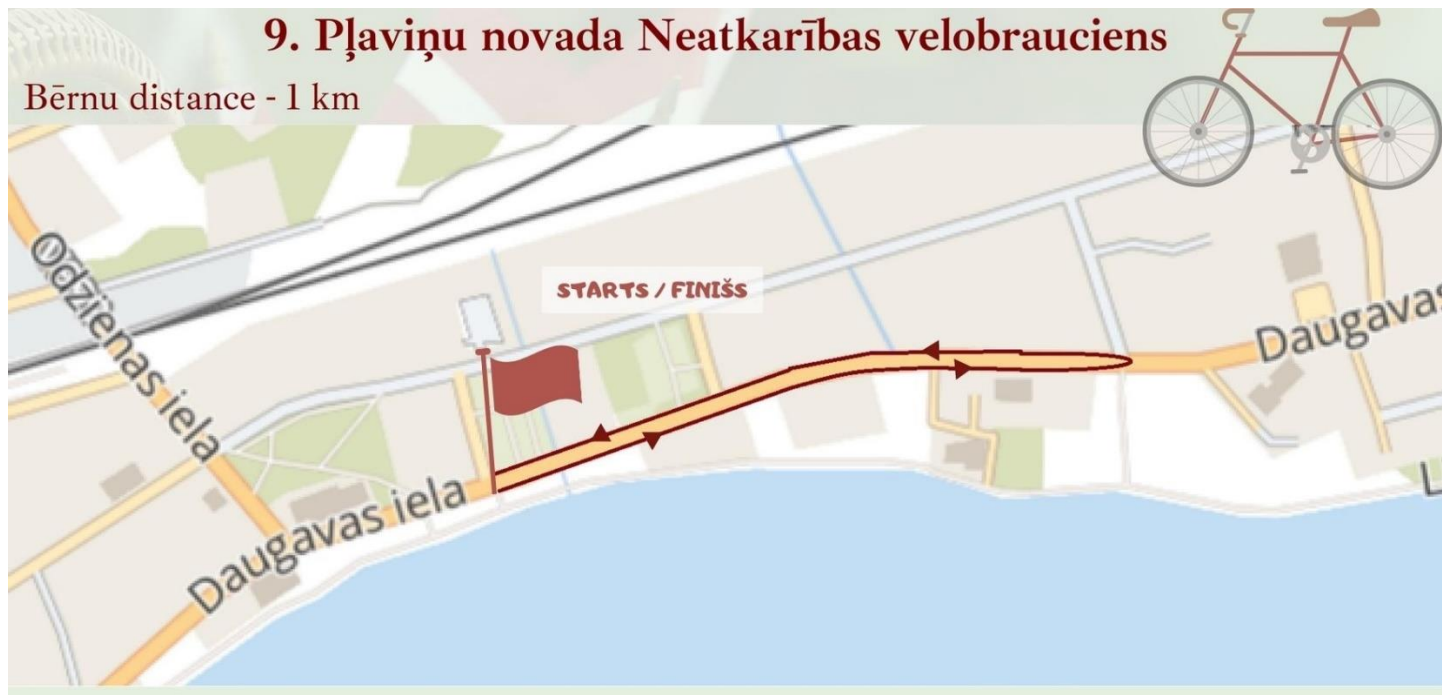 9. Pļaviņu novada Neatkarības velobrauciens
Bērnu distance - 1 km
STARTS / FINIŠS
Odzienas iela
Daugavas
Daugavas iela
L